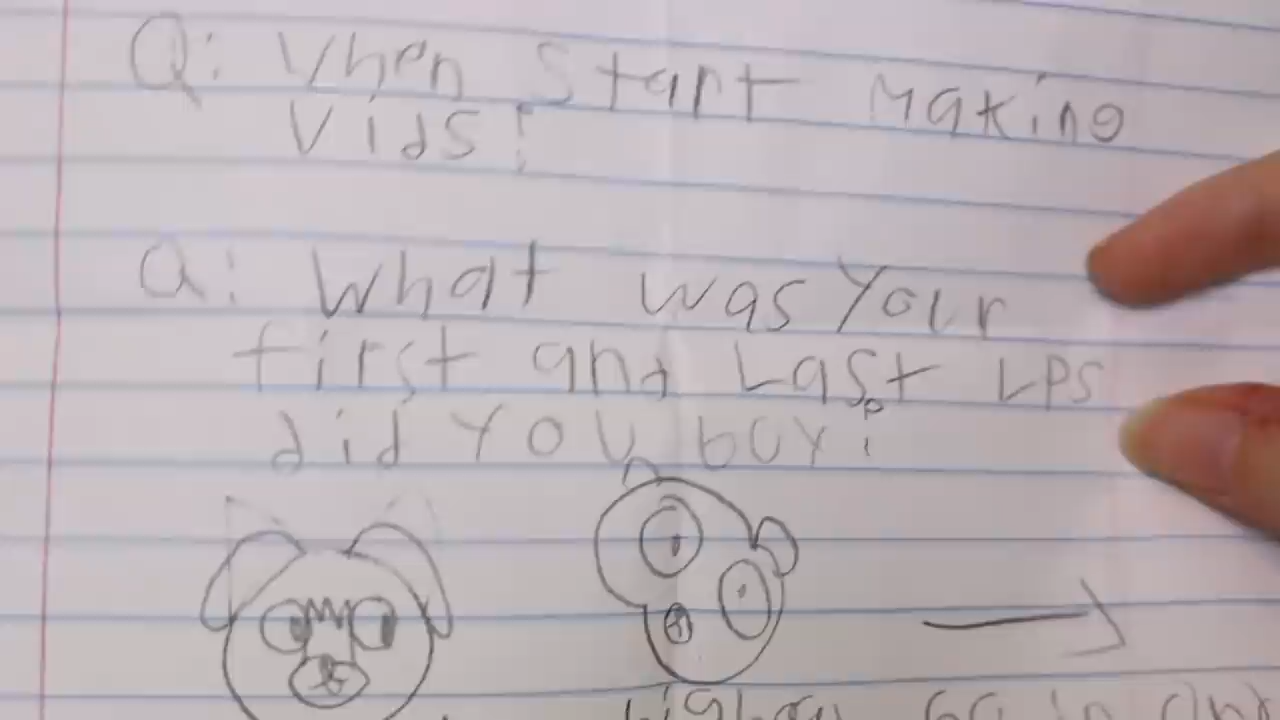 Q: When Start Making
Vids!
Q: What was Your
first and Last LPS
did YOU buy?